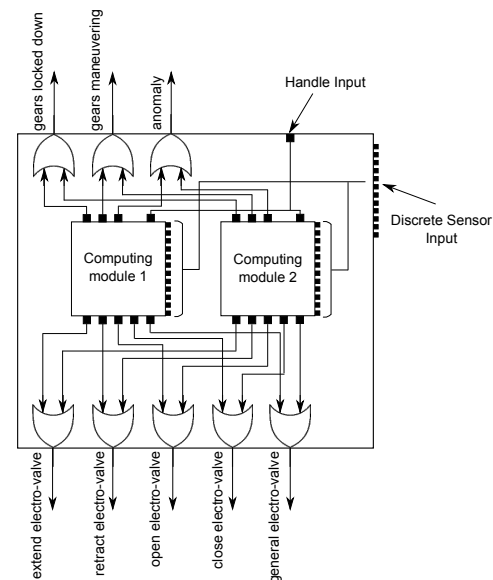 gears locked down
gears maneuvering
anomaly
Handle Input
Discrete Sensor
Input
Computing
module 1
Computing
module 2
extend electro-valve
retract electro-valve
open electro-valve
close electro-valve
general electro-valve